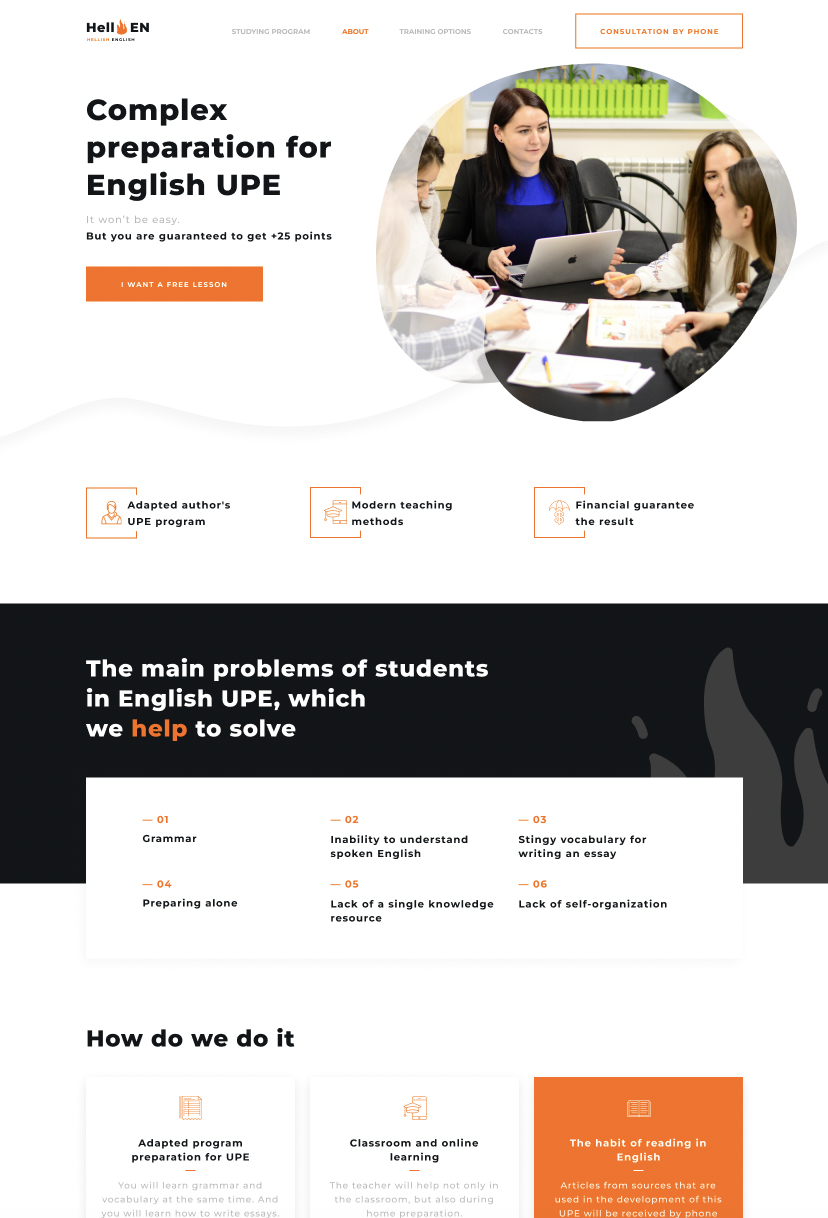 Hell EN
HELLISH ENGLISH
STUDYING PROGRAM
ABOUT
TRAINING OPTIONS
CONTACTS
CONSULTATION BY PHONE
Complex
preparation for
English UPE
It won't be easy.
But you are guaranteed to get +25 points
I WANT A FREE LESSON
Adapted author's
UPE program
Modern teaching
methods
Financial guarantee
the result
The main problems of students
in English UPE, which
we help to solve
— 01
Grammar
— 02
Inability to understand
spoken English
— 03
Stingy vocabulary for
writing an essay
— 04
Preparing alone
— 05
Lack of a single knowledge
resource
— 06
Lack of self-organization
How do we do it
Adapted program
preparation for UPE
You will learn grammar and
vocabulary at the same time. And
you will learn how to write essays.
Classroom and online
learning
The teacher will help not only in
the classroom, but also during
home preparation.
The habit of reading in
English
Articles from sources that are
used in the development of this
UPE will be received by phone